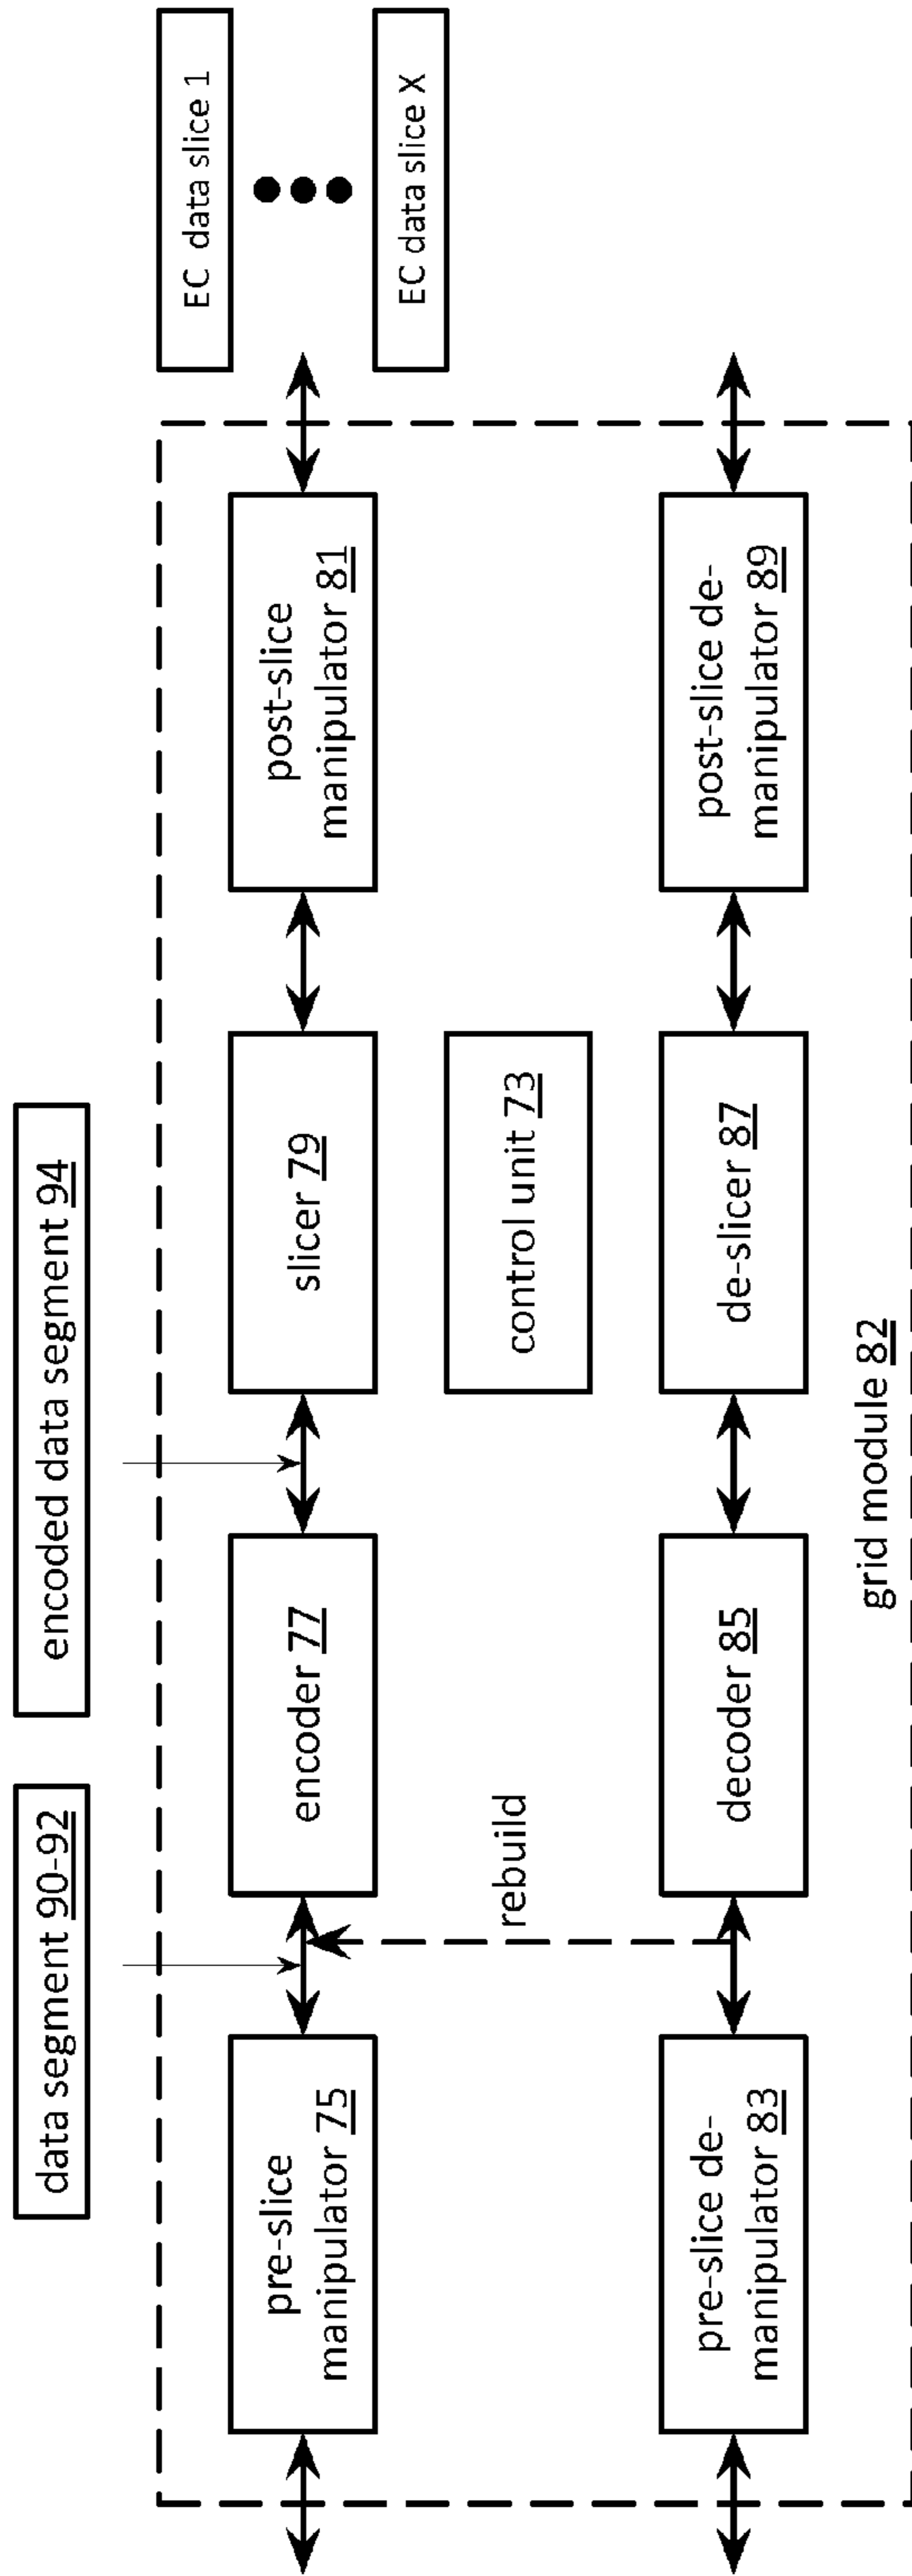 data segment 90-92
encoded data segment 94
EC data slice 1
EC data slice X
pre-slice
manipulator 75
encoder 77
slicer 79
post-slice
manipulator 81
rebuild
control unit 73
pre-slice de-
manipulator 83
decoder 85
de-slicer 87
post-slice de-
manipulator 89
grid module 82